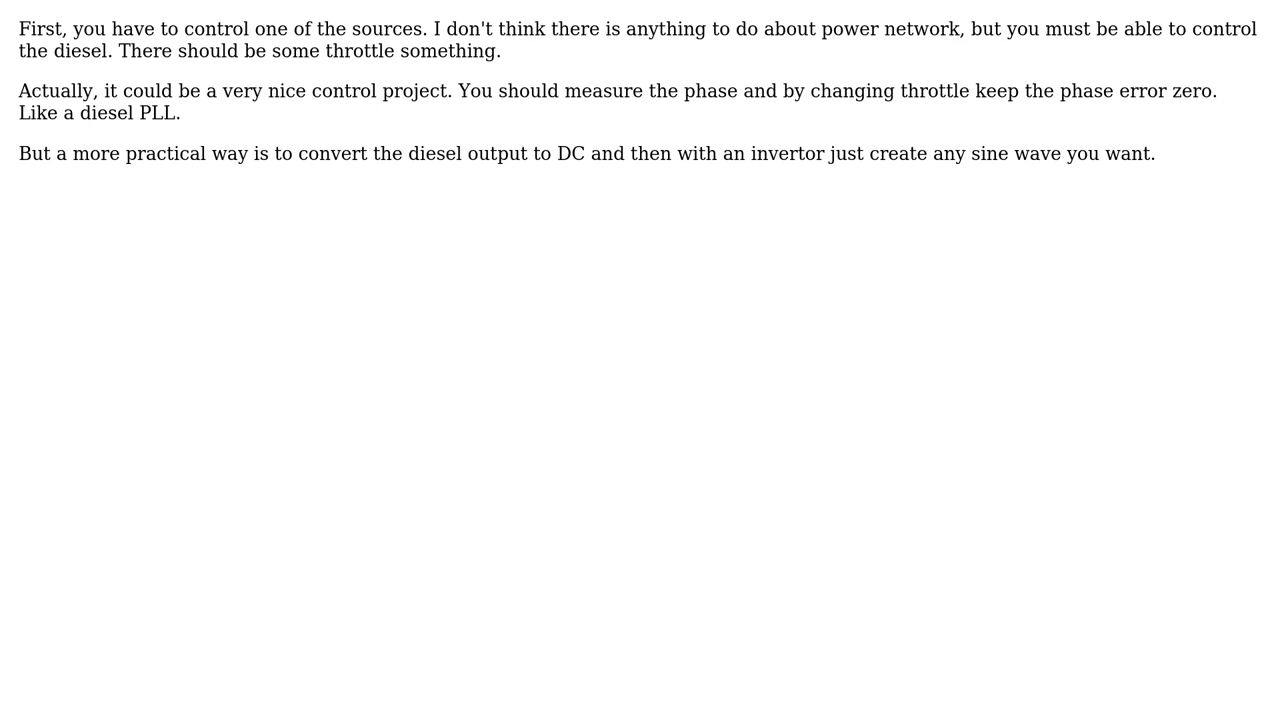 First, you have to control one of the sources. I don't think there is anything to do about power network, but you must be able to control
the diesel. There should be some throttle something.
Actually, it could be a very nice control project. You should measure the phase and by changing throttle keep the phase error zero.
Like a diesel PLL.
But a more practical way is to convert the diesel output to DC and then with an invertor just create any sine wave you want.